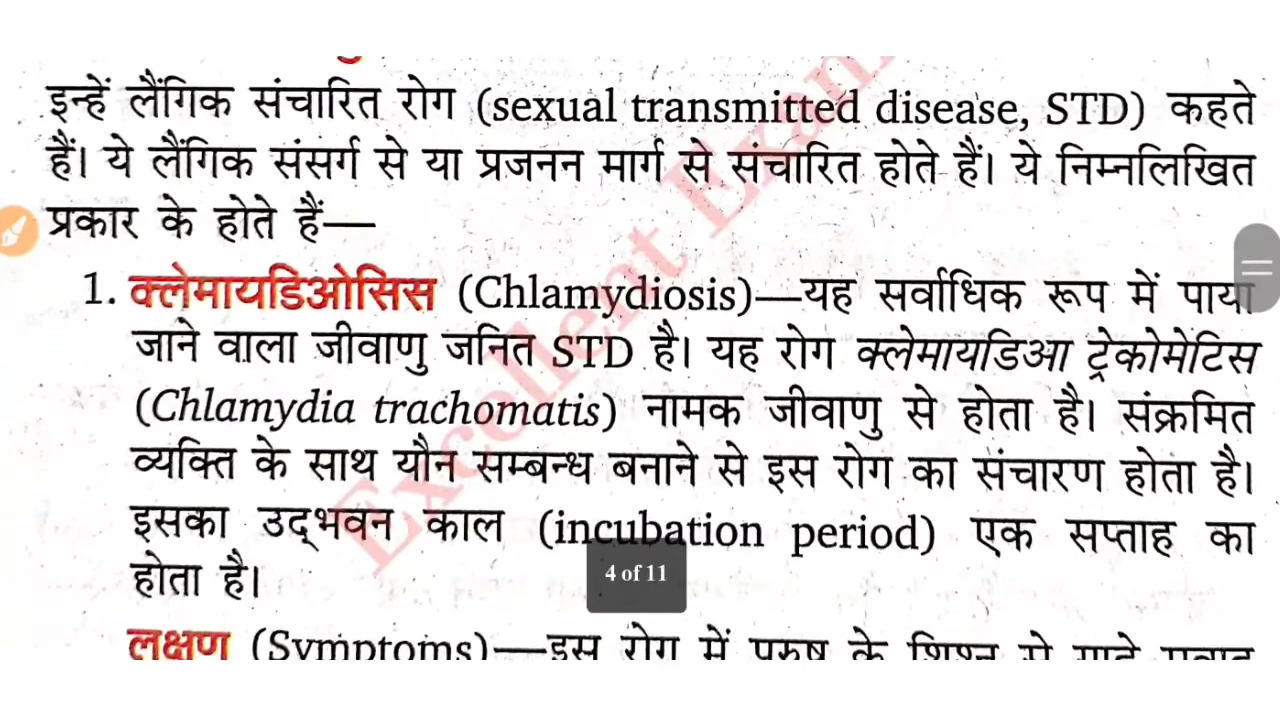 इन्हें लैंगिक संचारित रोग (sexual transmitted disease, STD) कहते
हैं। ये लैंगिक संसर्ग से या प्रजनन मार्ग से संचारित होते हैं। ये निम्नलिखित
प्रकार के होते हैं—
1. क्लेमायडिओसिस (Chlamydiosis)—यह सर्वाधिक रूप में पाया
जाने वाला जीवाणु जनित STD है। यह रोग क्लेमायडिआ ट्रेकोमेटिस
(Chlamydia trachomatis) नामक जीवाणु से होता है। संक्रमित
व्यक्ति के साथ यौन सम्बन्ध बनाने से इस रोग का संचारण होता है।
इसका उद्भवन काल (incubation period) एक सप्ताह का
होता है।
4 of 11
लक्षण (Symptoms)—इस रोग में पुरुष के शिश्न से गाढ़े
Excellent Exam